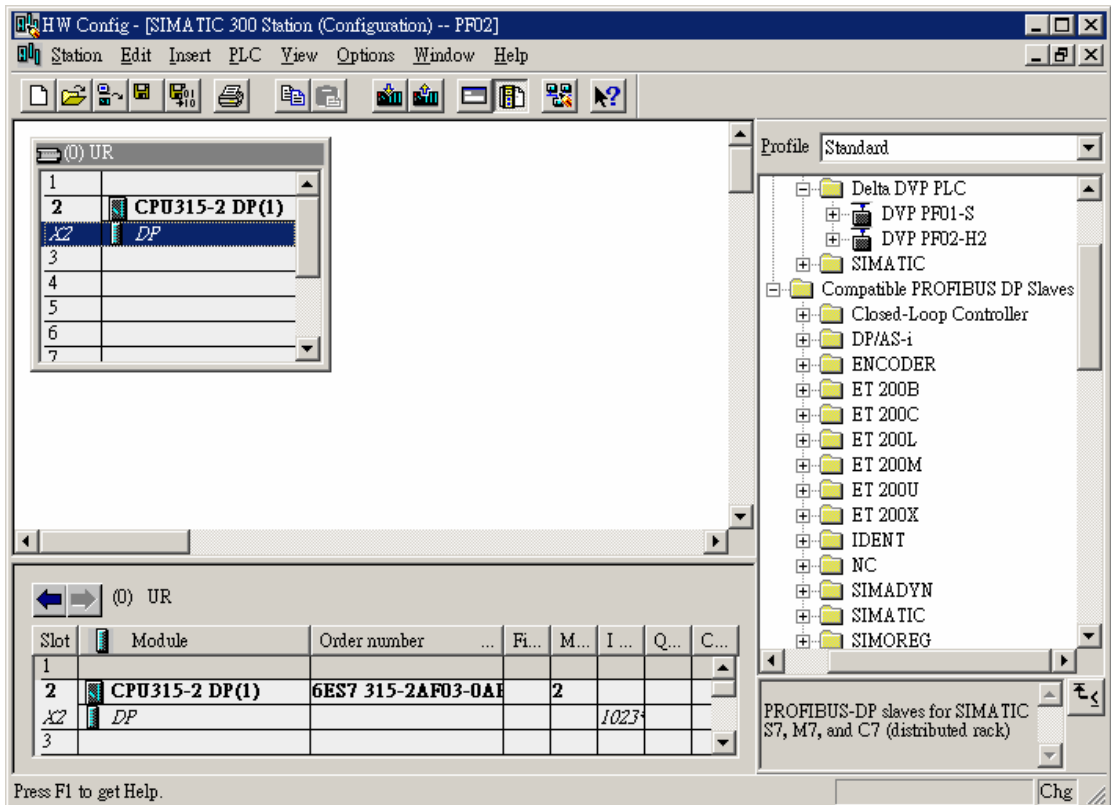 HW Config - [SIMATIC 300 Station (Configuration) -- PF02]
Station Edit Insert PLC View Options Window Help
(0) UR
1
2 CPU315-2 DP(1)
X2 DP
3
4
5
6
7
Profile Standard
Delta DVP PLC
DVP PF01-S
DVP PF02-H2
SIMATIC
Compatible PROFIBUS DP Slaves
Closed-Loop Controller
DP/AS-i
ENCODER
ET 200B
ET 200C
ET 200L
ET 200M
ET 200U
ET 200X
IDENT
NC
SIMADYN
SIMATIC
SIMOREG
PROFIBUS-DP slaves for SIMATIC
S7, M7, and C7 (distributed rack)
(0) UR
Slot Module Order number ... Fi... M... I ... Q... C...
1
2 CPU315-2 DP(1) 6ES7 315-2AF03-0AB 2
X2 DP 1023
3
Press F1 to get Help. Chg